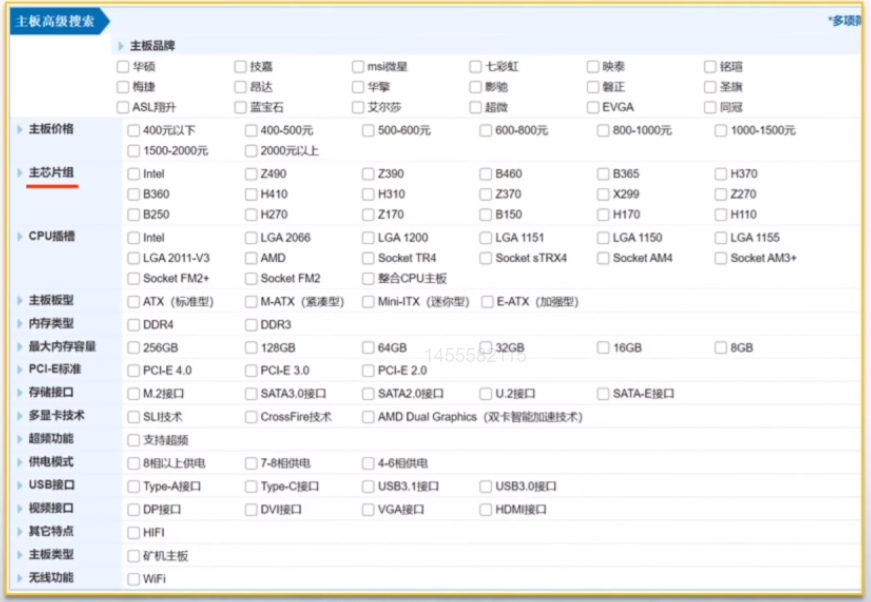 主板高级搜索
*多项筛
主板品牌
华硕 技嘉 msi微星 七彩虹 映泰 铭瑄
梅捷 昂达 华擎 影驰 磐正 圣旗
ASL翔升 蓝宝石 艾尔莎 超微 EVGA 同冠
主板价格 400元以下 400-500元 500-600元 600-800元 800-1000元 1000-1500元
1500-2000元 2000元以上
主芯片组 Intel Z490 Z390 B460 B365 H370
B360 H410 H310 Z370 X299 Z270
B250 H270 Z170 B150 H170 H110
CPU插槽 Intel LGA 2066 LGA 1200 LGA 1151 LGA 1150 LGA 1155
LGA 2011-V3 AMD Socket TR4 Socket sTRX4 Socket AM4 Socket AM3+
Socket FM2+ Socket FM2 整合CPU主板
主板板型 ATX（标准型） M-ATX（紧凑型） Mini-ITX（迷你型） E-ATX（加强型）
内存类型 DDR4 DDR3
最大内存容量 256GB 128GB 64GB 32GB 16GB 8GB
1455582115
PCI-E标准 PCI-E 4.0 PCI-E 3.0 PCI-E 2.0
存储接口 M.2接口 SATA3.0接口 SATA2.0接口 U.2接口 SATA-E接口
多显卡技术 SLI技术 CrossFire技术 AMD Dual Graphics（双卡智能加速技术）
超频功能 支持超频
供电模式 8相以上供电 7-8相供电 4-6相供电
USB接口 Type-A接口 Type-C接口 USB3.1接口 USB3.0接口
视频接口 DP接口 DVI接口 VGA接口 HDMI接口
其它特点 HIFI
主板类型 矿机主板
无线功能 WiFi